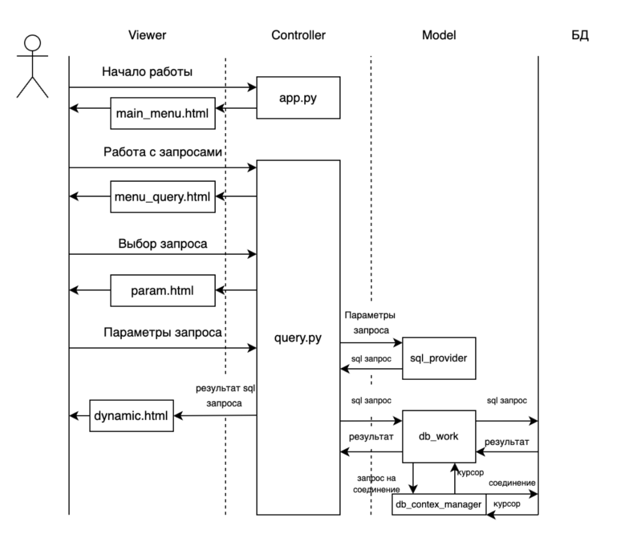 Viewer
Controller
Model
БД
Начало работы
app.py
main_menu.html
Работа с запросами
menu_query.html
Выбор запроса
param.html
Параметры
запроса
Параметры запроса
query.py
sql_provider
sql запрос
результат sql
запроса
sql запрос
sql запрос
dynamic.html
результат
db_work
результат
запрос на
соединение
курсор
соединение
db_contex_manager
курсор